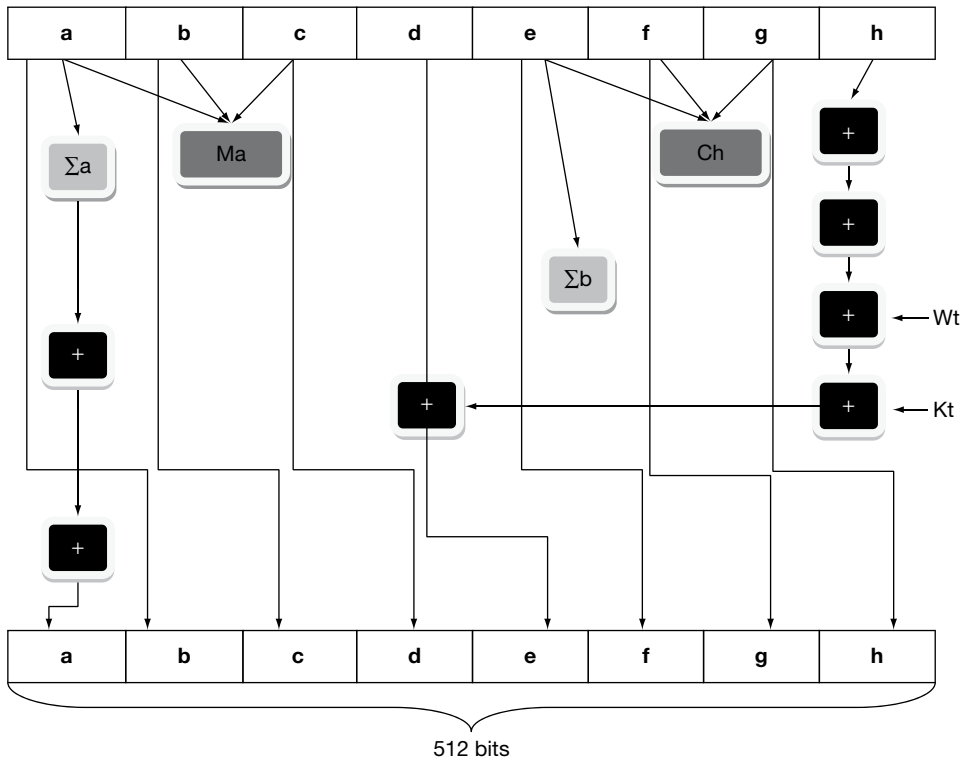 a b c d e f g h
+
Ma Ch
∑a
+
∑b
+ Wt
+
+ + Kt
+
a b c d e f g h
512 bits